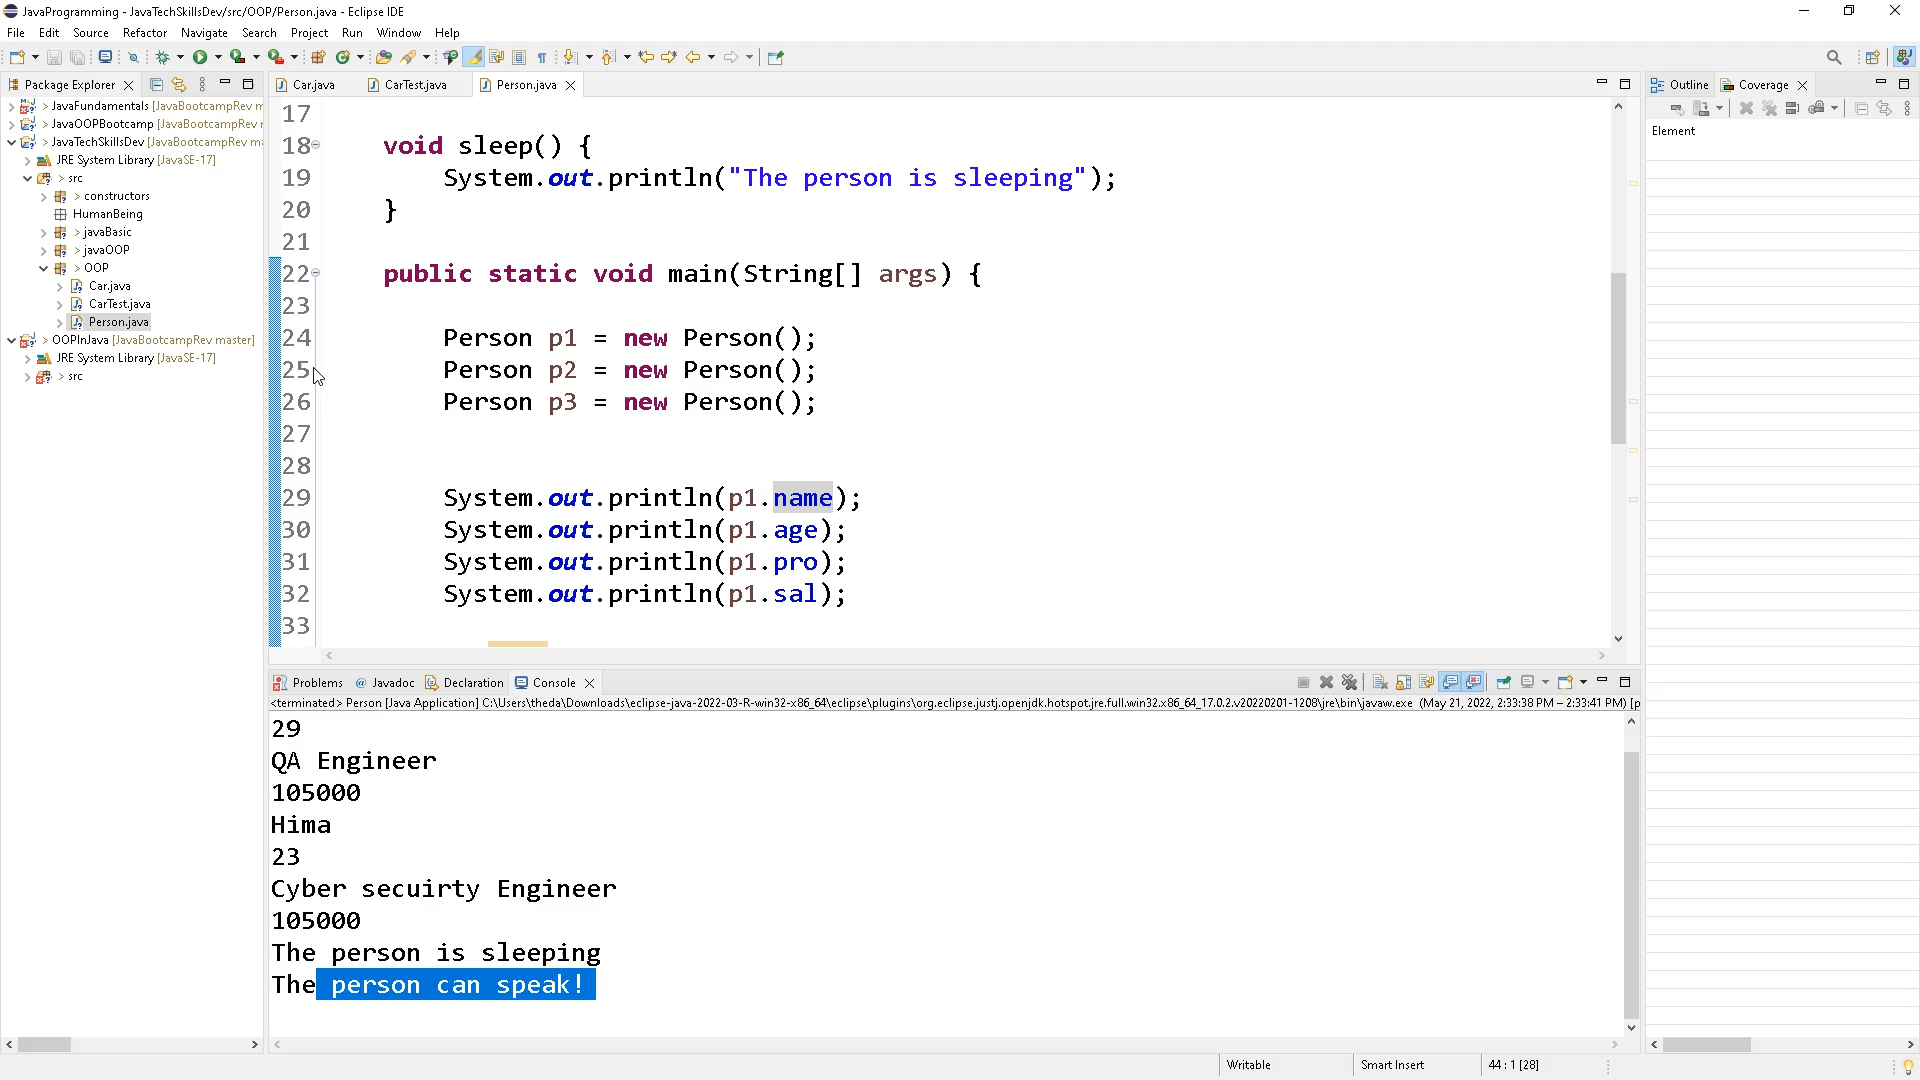 JavaProgramming - JavaTechSkillsDev/src/OOP/Person.java - Eclipse IDE
File Edit Source Refactor Navigate Search Project Run Window Help
Package Explorer
> JavaFundamentals [JavaBootcampRev m
> JavaOOPBootcamp [JavaBootcampRev r
> JavaTechSkillsDev [JavaBootcampRev ma
JRE System Library [JavaSE-17]
> src
> constructors
HumanBeing
> javaBasic
> javaOOP
> OOP
Car.java
CarTest.java
Person.java
> OOPInJava [JavaBootcampRev master]
JRE System Library [JavaSE-17]
> src
Car.java CarTest.java Person.java
17
18 void sleep() {
19 System.out.println("The person is sleeping");
20 }
21
22 public static void main(String[] args) {
23
24 Person p1 = new Person();
25 Person p2 = new Person();
26 Person p3 = new Person();
27
28
29 System.out.println(p1.name);
30 System.out.println(p1.age);
31 System.out.println(p1.pro);
32 System.out.println(p1.sal);
33
Problems Javadoc Declaration Console
<terminated> Person [Java Application] C:\Users\theda\Downloads\eclipse-java-2022-03-R-win32-x86_64\eclipse\plugins\org.eclipse.justj.openjdk.hotspot.jre.full.win32.x86_64_17.0.2.v20220201-1208\jre\bin\javaw.exe (May 21, 2022, 2:33:38 PM – 2:33:41 PM) [p
29
QA Engineer
105000
Hima
23
Cyber secuirty Engineer
105000
The person is sleeping
The person can speak!
Outline Coverage
Element
Writable Smart Insert 44 : 1 [28]